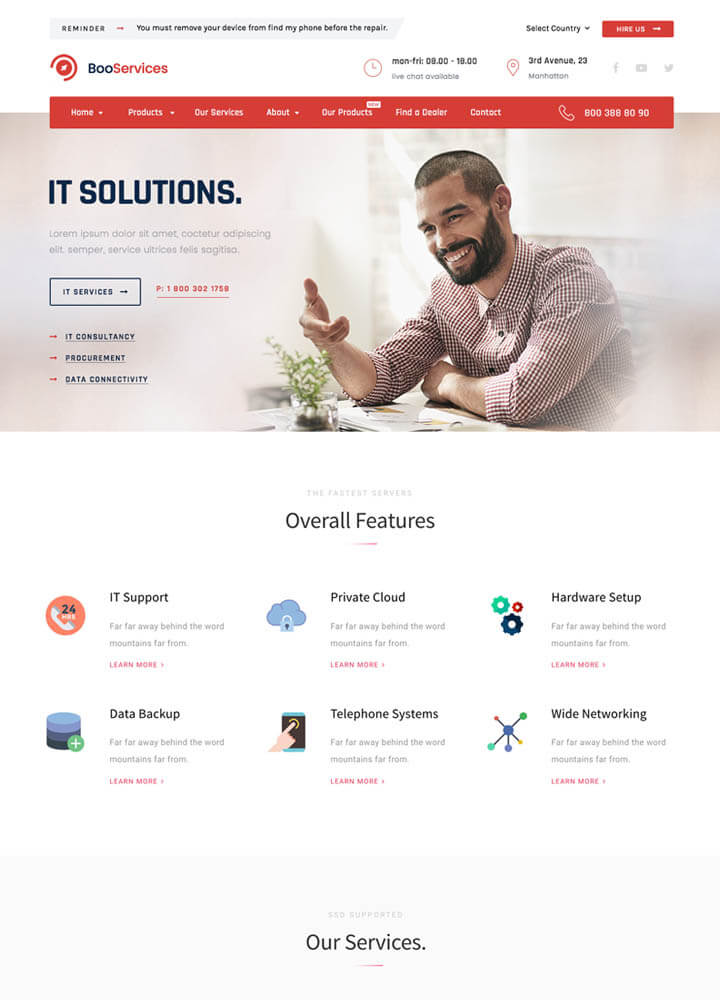 REMINDER → You must remove your device from find my phone before the repair.
Select Country
HIRE US →
BooServices
mon-fri: 08.00 - 18.00
live chat available
3rd Avenue, 23
Manhattan
Home Products Our Services About Our Products NEW Find a Dealer Contact 800 388 80 90
IT SOLUTIONS.
Lorem ipsum dolor sit amet, coctetur adipiscing
elit. semper, service ultrices felis sagitisa.
IT SERVICES →
P: 1 800 302 1759
→ IT CONSULTANCY
→ PROCUREMENT
→ DATA CONNECTIVITY
THE FASTEST SERVERS
Overall Features
24
HRS
IT Support
Far far away behind the word
mountains far from.
LEARN MORE >
Private Cloud
Far far away behind the word
mountains far from.
LEARN MORE >
Hardware Setup
Far far away behind the word
mountains far from.
LEARN MORE >
Data Backup
Far far away behind the word
mountains far from.
LEARN MORE >
Telephone Systems
Far far away behind the word
mountains far from.
LEARN MORE >
Wide Networking
Far far away behind the word
mountains far from.
LEARN MORE >
SSD SUPPORTED
Our Services.